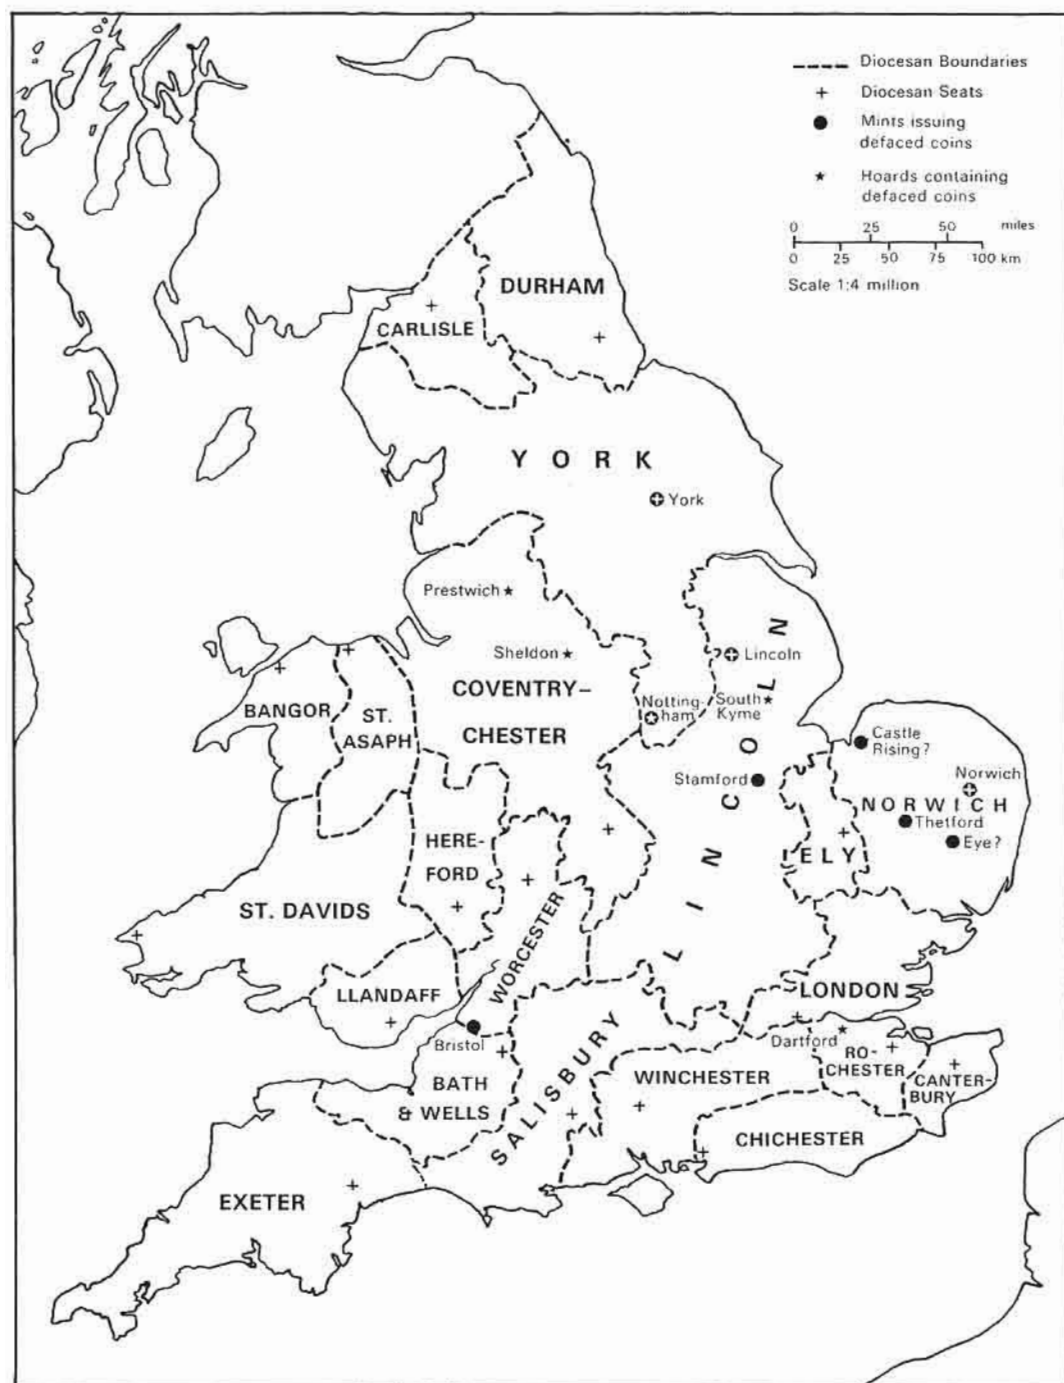 Diocesan Boundaries
Diocesan Seats
Mints issuing
defaced coins
Hoards containing
defaced coins
0 25 50 miles
0 25 50 75 100 km
Scale 1:4 million
DURHAM
CARLISLE
YORK
York
Prestwich
Sheldon
COVENTRY–
CHESTER
?
Lincoln
LINCOLN
Notting-
ham
South
Kyme
BANGOR
ST.
ASAPH
Castle
Rising?
Stamford
Norwich
NORWICH
Thetford
Eye?
ELY
HERE-
FORD
ST. DAVIDS
WORCESTER
LLANDAFF
LONDON
Bristol
Dartford
RO-
CHESTER
CANTER-
BURY
BATH
& WELLS
SALISBURY
WINCHESTER
CHICHESTER
EXETER